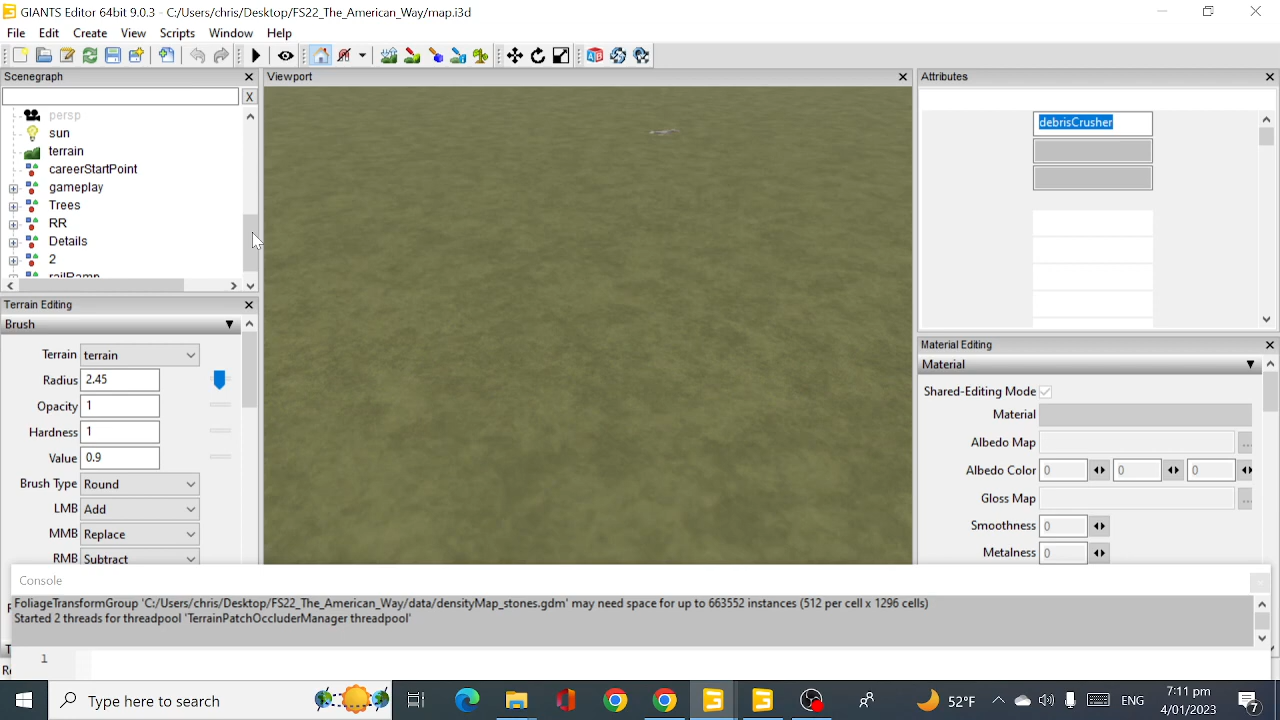 GIANTS Editor 64bit 9.0.3 - C:/Users/chris/Desktop/FS22_The_American_Way/map.i3d
File Edit Create View Scripts Window Help
Scenegraph
Viewport
Attributes
X
persp
sun
terrain
careerStartPoint
gameplay
Trees
RR
Details
2
railRamp
debrisCrusher
Terrain Editing
Brush
Terrain terrain
Radius 2.45
Opacity 1
Hardness 1
Value 0.9
Brush Type Round
LMB Add
MMB Replace
RMB Subtract
Material Editing
Material
Shared-Editing Mode
Material
Albedo Map ...
Albedo Color 0 0 0
Gloss Map ...
Smoothness 0
Metalness 0
Console
FoliageTransformGroup 'C:/Users/chris/Desktop/FS22_The_American_Way/data/densityMap_stones.gdm' may need space for up to 663552 instances (512 per cell x 1296 cells)
Started 2 threads for threadpool 'TerrainPatchOccluderManager threadpool'
1
Type here to search
52°F
ENG
7:11 pm
4/01/2023
7